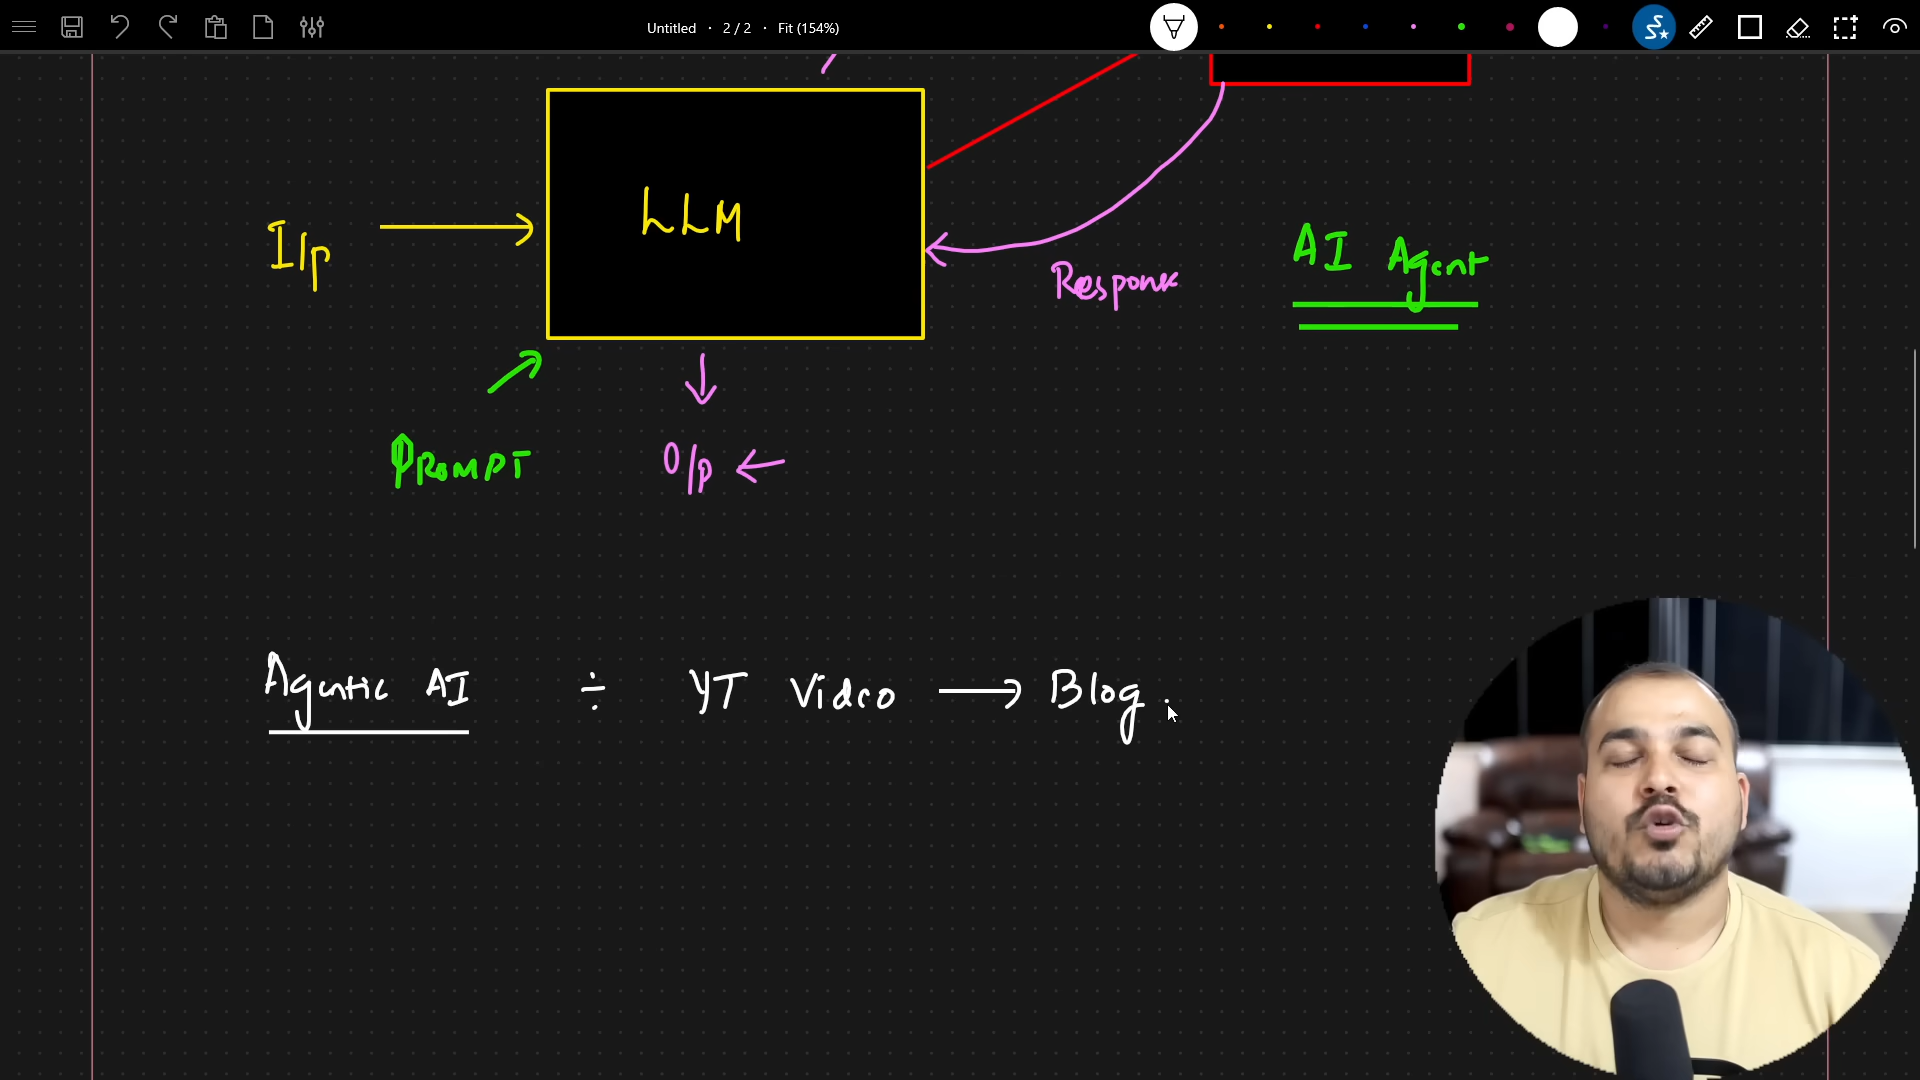 Untitled · 2 / 2 · Fit (154%)
LLM
I/p
AI Agent
Response
PROMPT
O/p
Agentic AI ÷ YT Video → Blog.